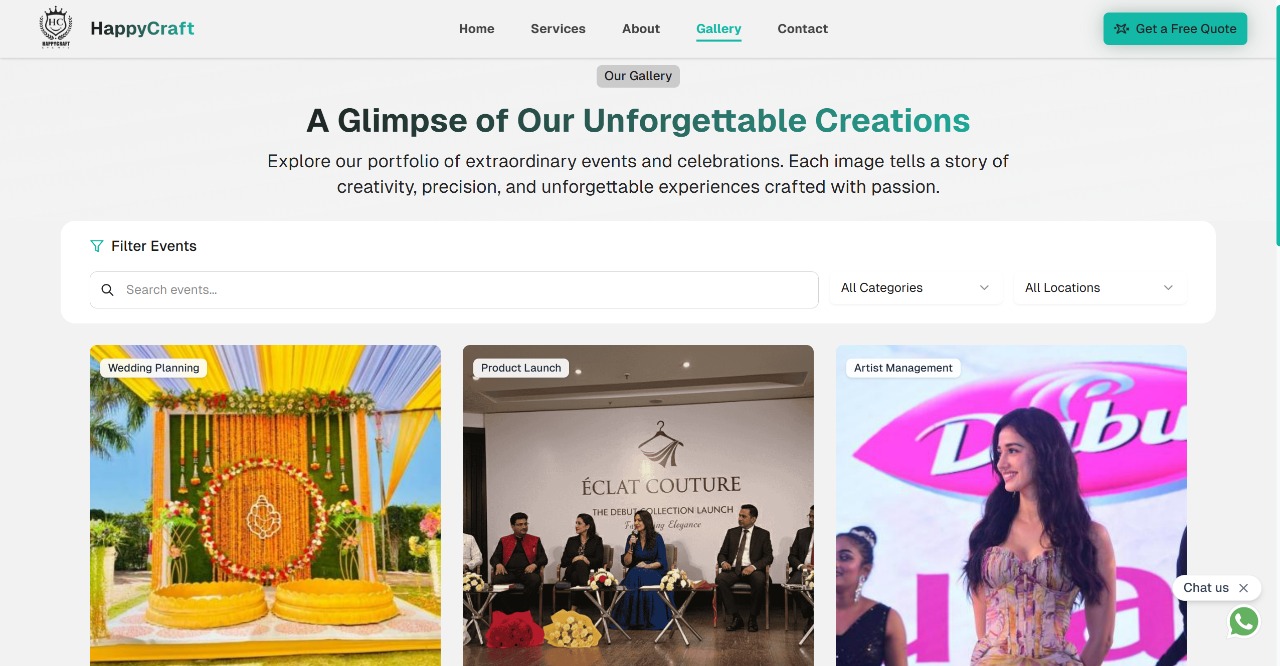 HC
HAPPYCRAFT
HappyCraft
Home
Services
About
Gallery
Contact
Get a Free Quote
Our Gallery
A Glimpse of Our Unforgettable Creations
Explore our portfolio of extraordinary events and celebrations. Each image tells a story of
creativity, precision, and unforgettable experiences crafted with passion.
Filter Events
Search events...
All Categories
All Locations
Wedding Planning
Product Launch
Artist Management
ÉCLAT COUTURE
THE DEBUT COLLECTION LAUNCH
Elegance
Dabu
Chat us